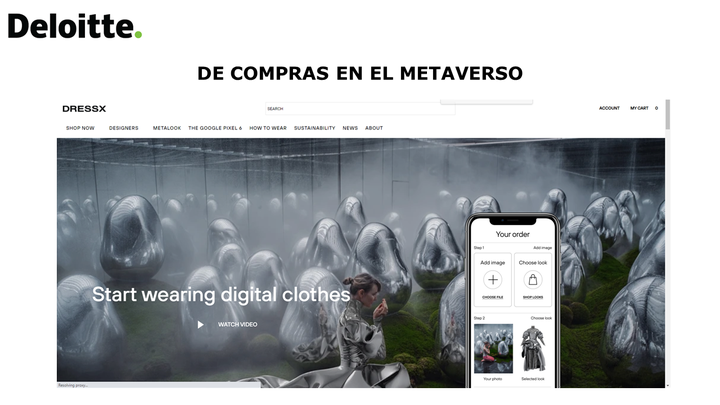 Deloitte.
DE COMPRAS EN EL METAVERSO
DRESSX
SEARCH
ACCOUNT MY CART 0
SHOP NOW DESIGNERS METALOOK THE GOOGLE PIXEL 6 HOW TO WEAR SUSTAINABILITY NEWS ABOUT
Start wearing digital clothes
WATCH VIDEO
Your order
Step 1 Add image
Add image Choose look
CHOOSE FILE SHOP LOOKS
Step 2 Choose look
Your photo Selected look
Resolving proxy...